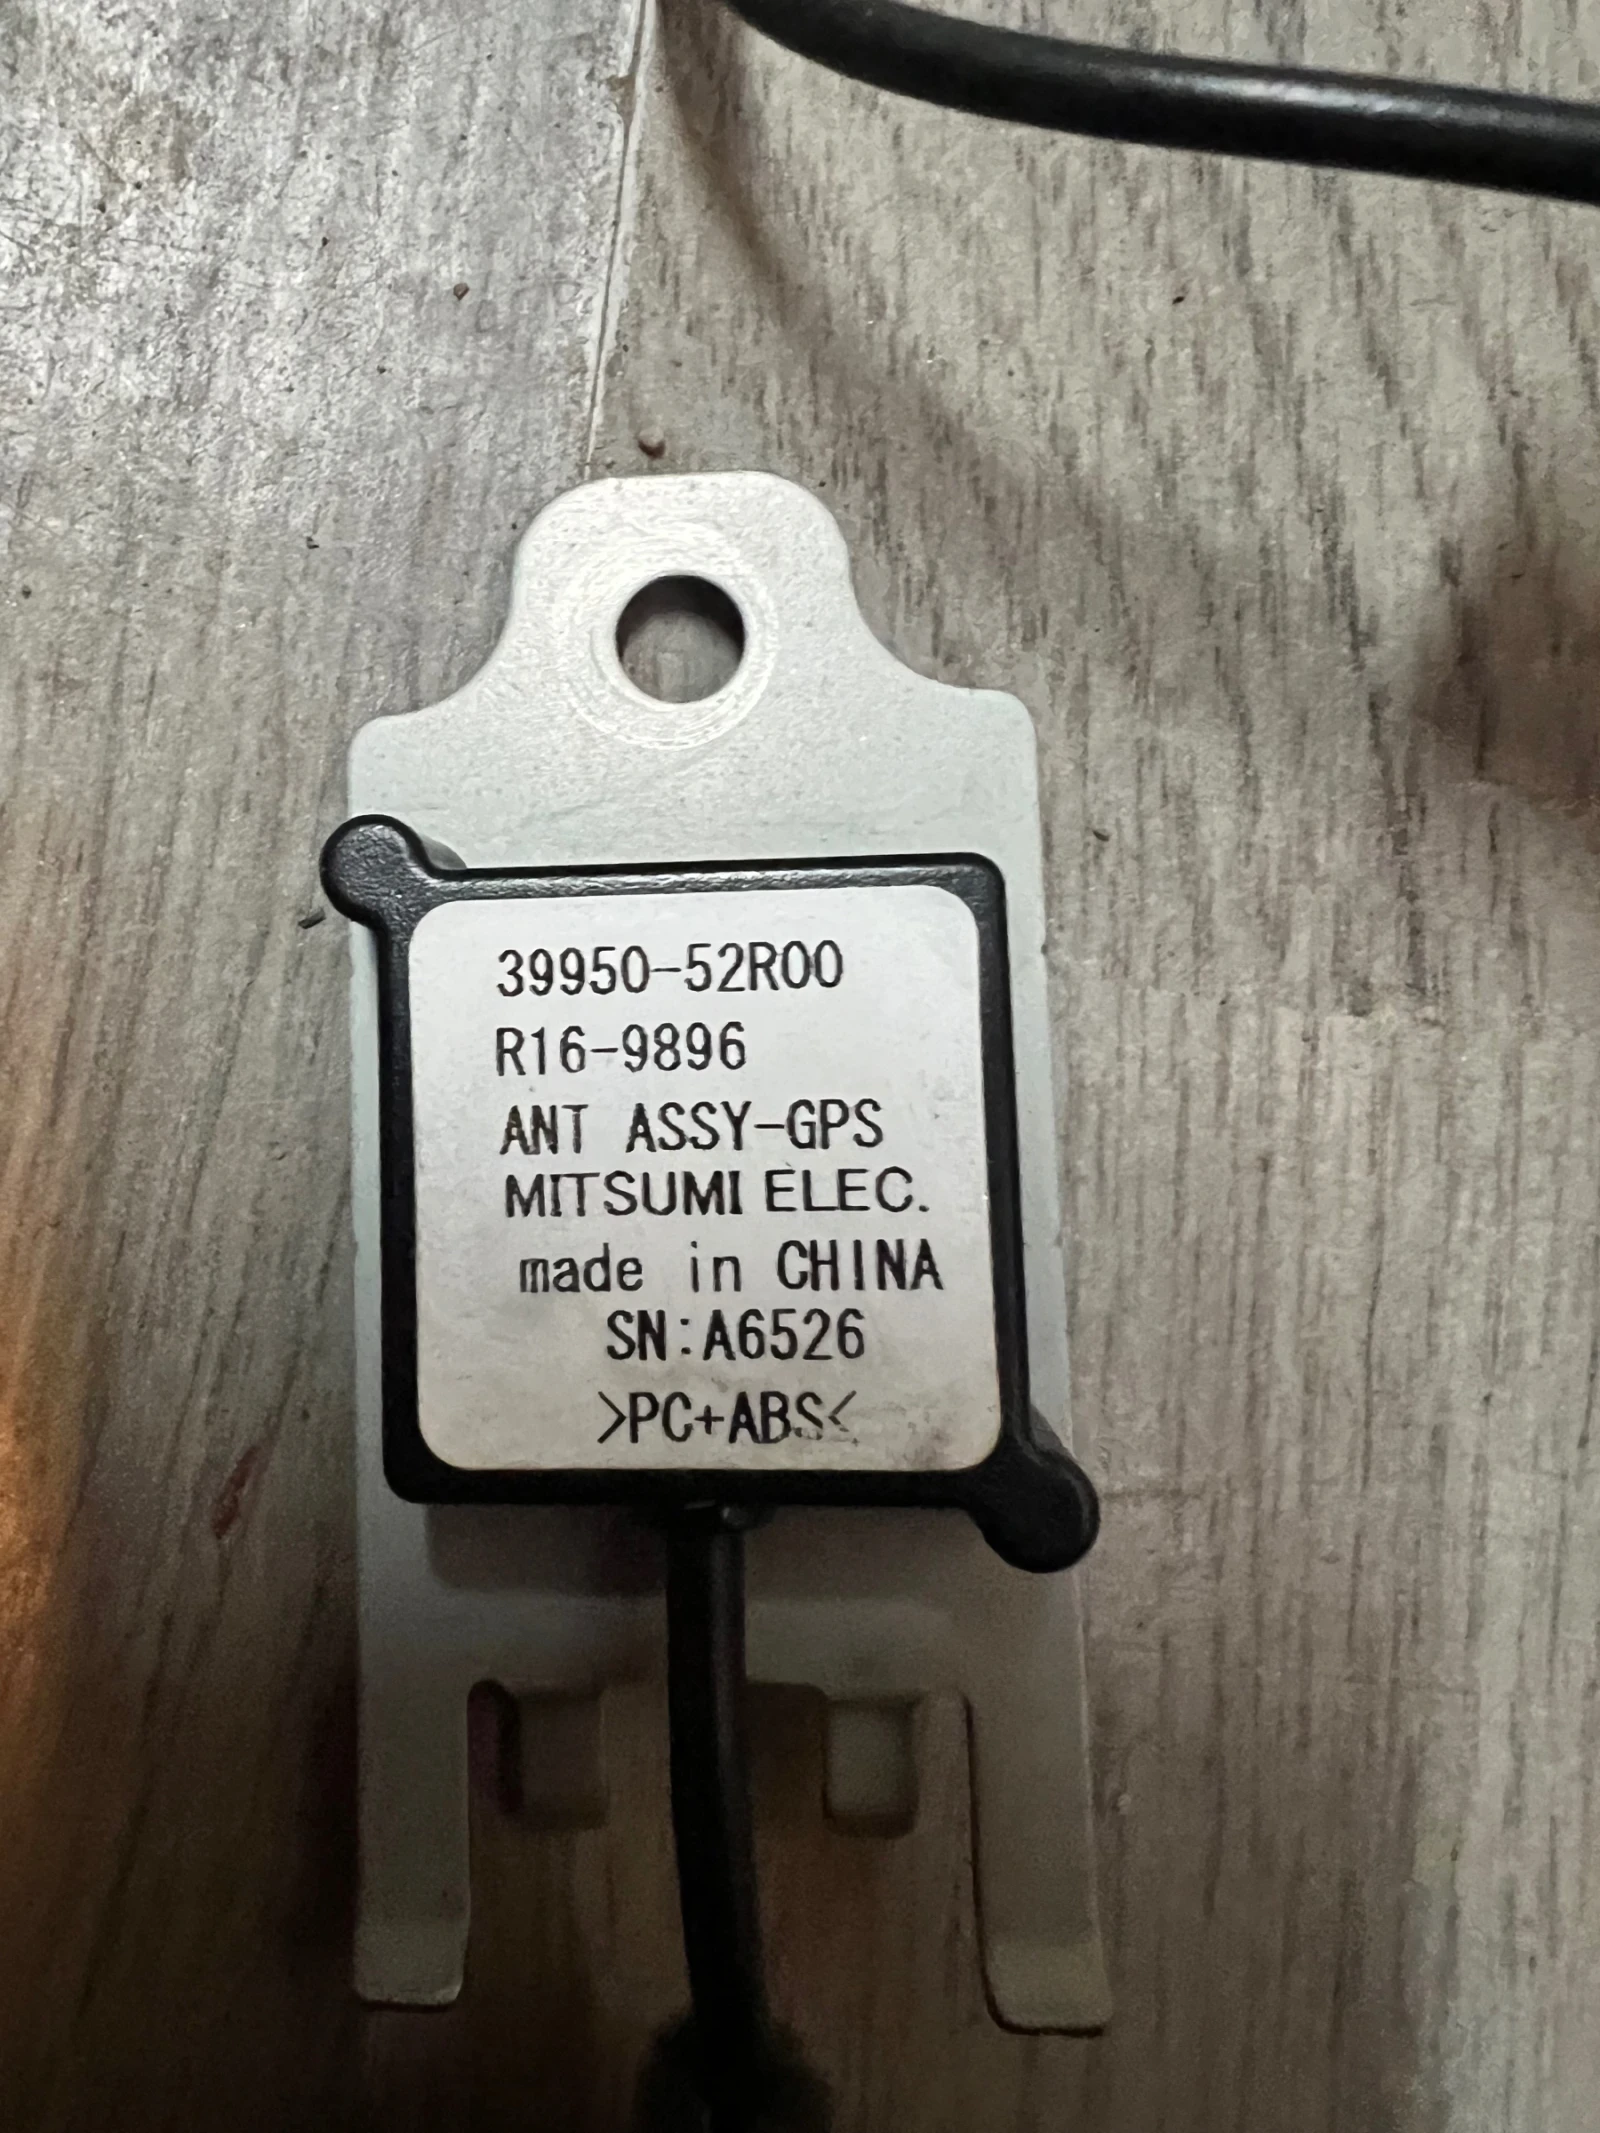 39950-52R00
R16-9896
ANT ASSY-GPS
MITSUMI ELEC.
made in CHINA
SN:A6526
>PC+ABS<